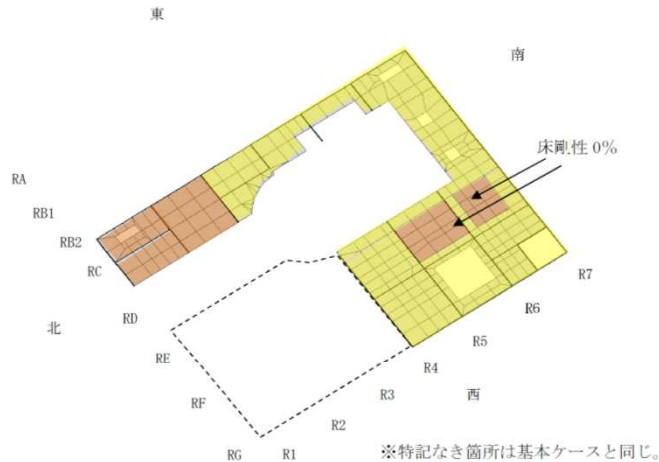 東
南
床剛性 0%
RA
RB1
RB2
RC
RD
RE
RF
RG
北
R1
R2
R3
R4
R5
R6
R7
西
※特記なき箇所は基本ケースと同じ。